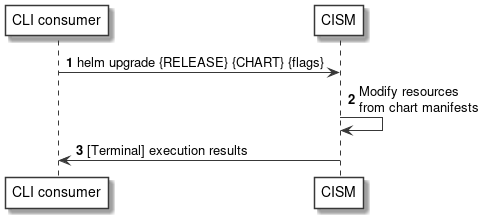 CLI consumer
CISM
1 helm upgrade {RELEASE} {CHART} {flags}
2 Modify resources
from chart manifests
3 [Terminal] execution results
CLI consumer
CISM